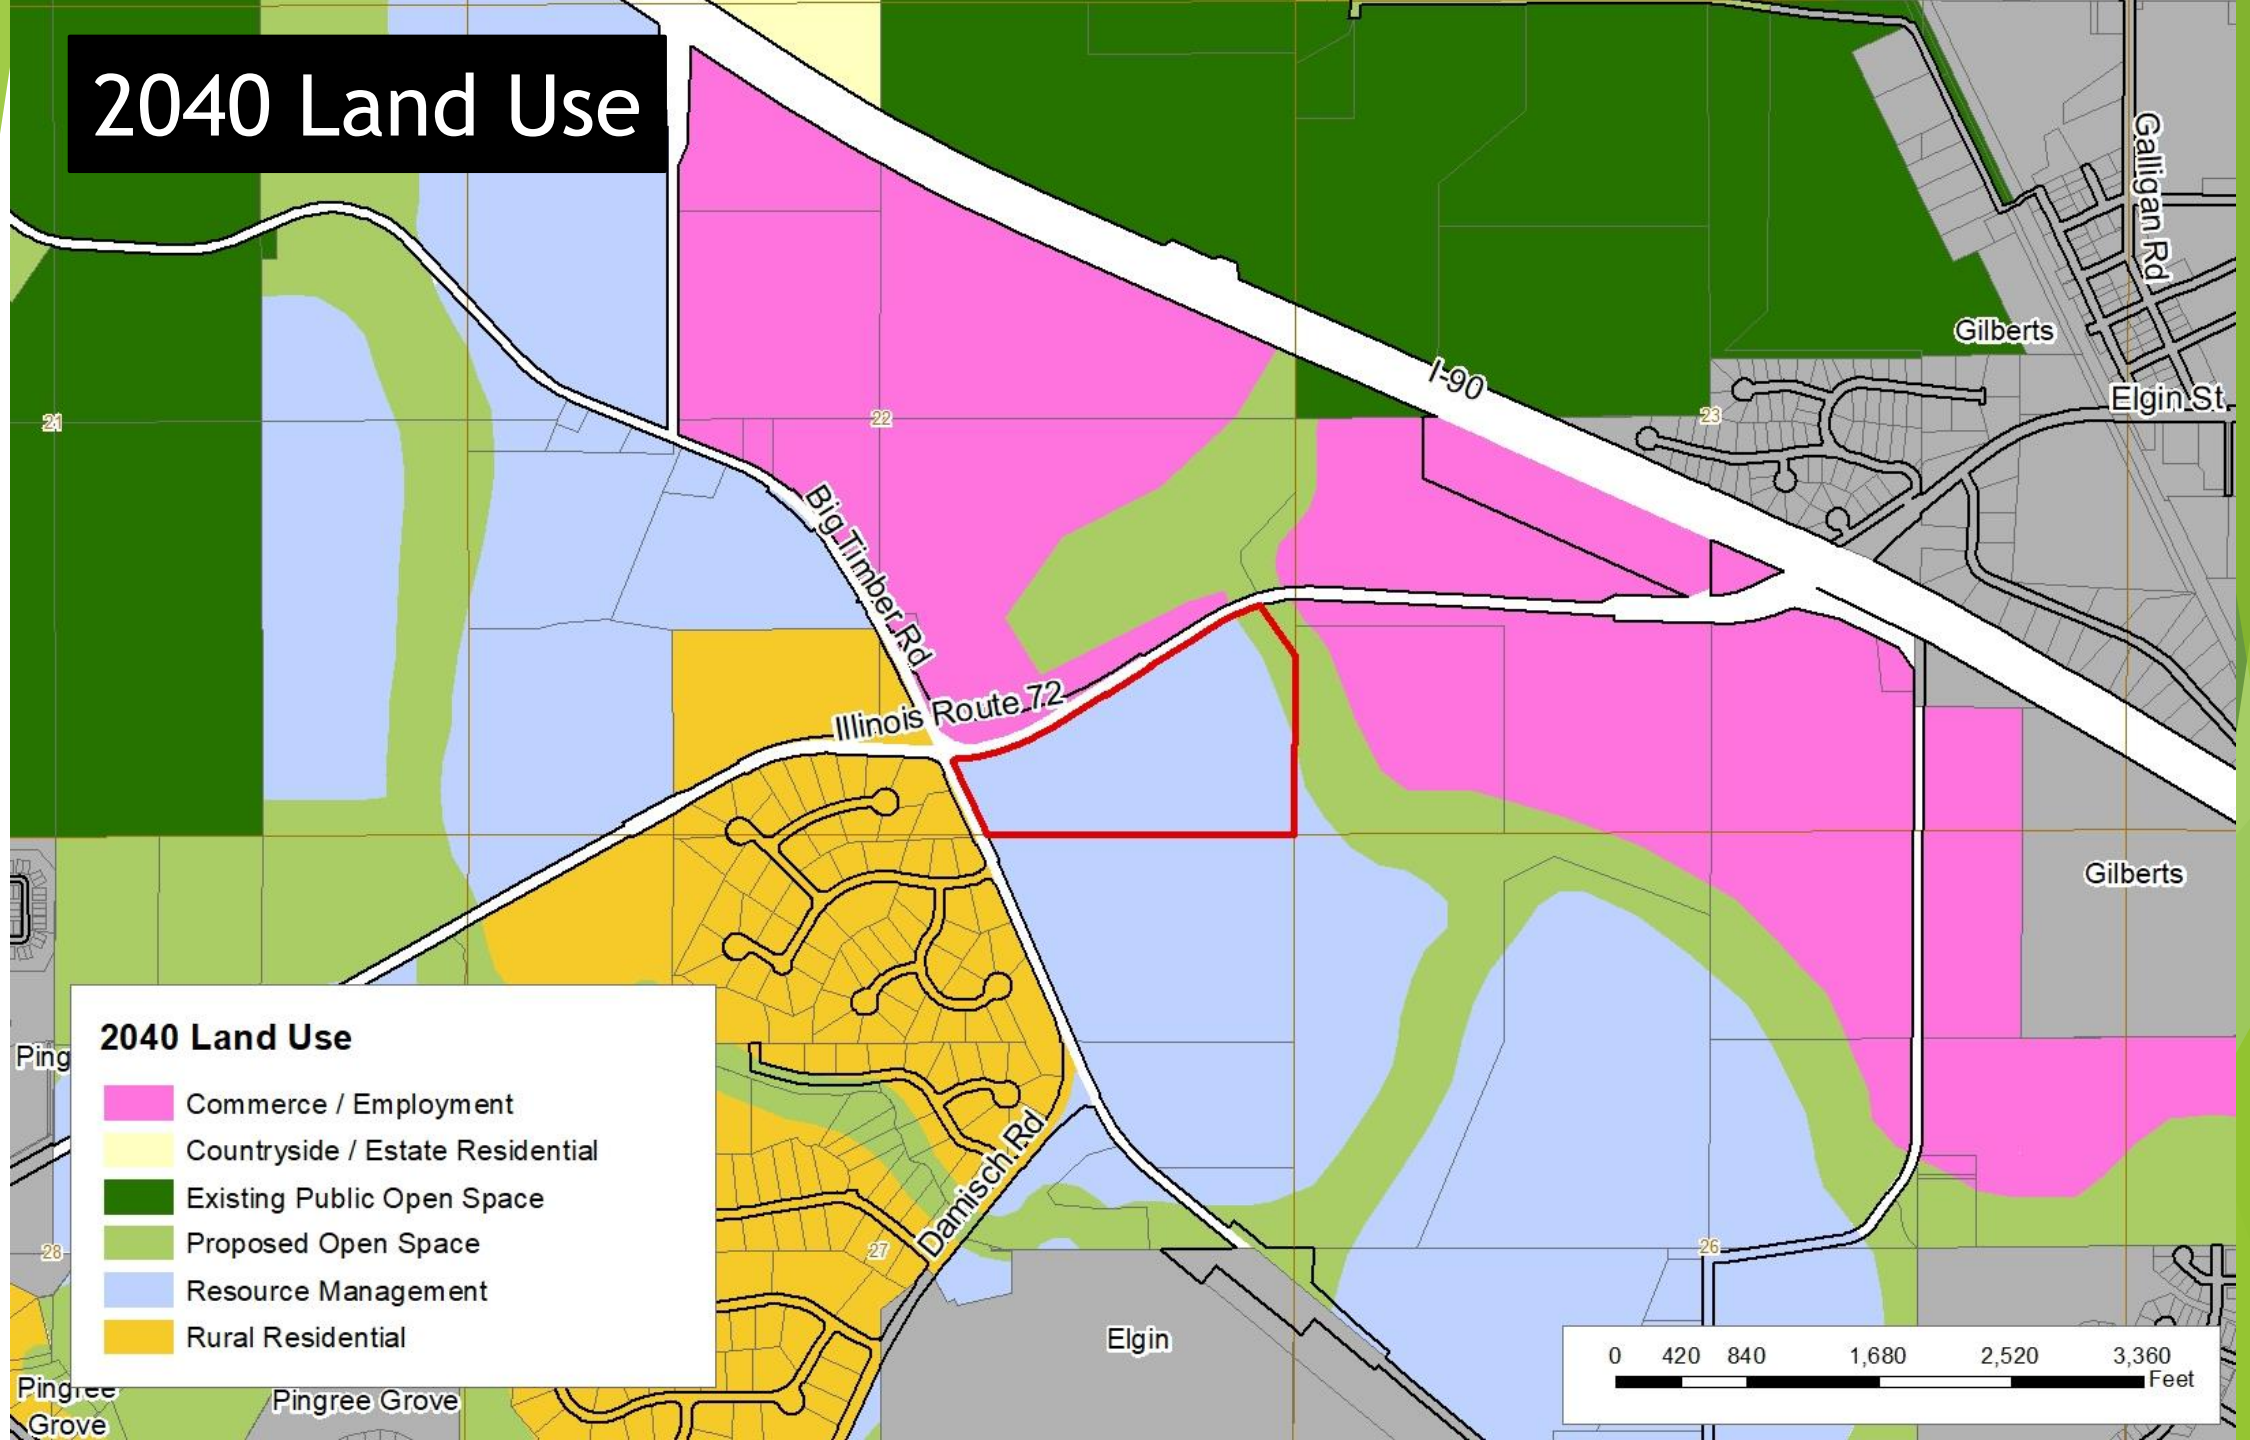 2040 Land Use
Galligan Rd
Gilberts
I-90
Elgin St
21
22
23
Big Timber Rd
Illinois Route 72
Gilberts
2040 Land Use
Ping
Commerce / Employment
Countryside / Estate Residential
Existing Public Open Space
Proposed Open Space
Resource Management
Rural Residential
Damisch Rd
28
27
26
Elgin
0 420 840 1,680 2,520 3,360
Feet
Pingree
Grove
Pingree Grove